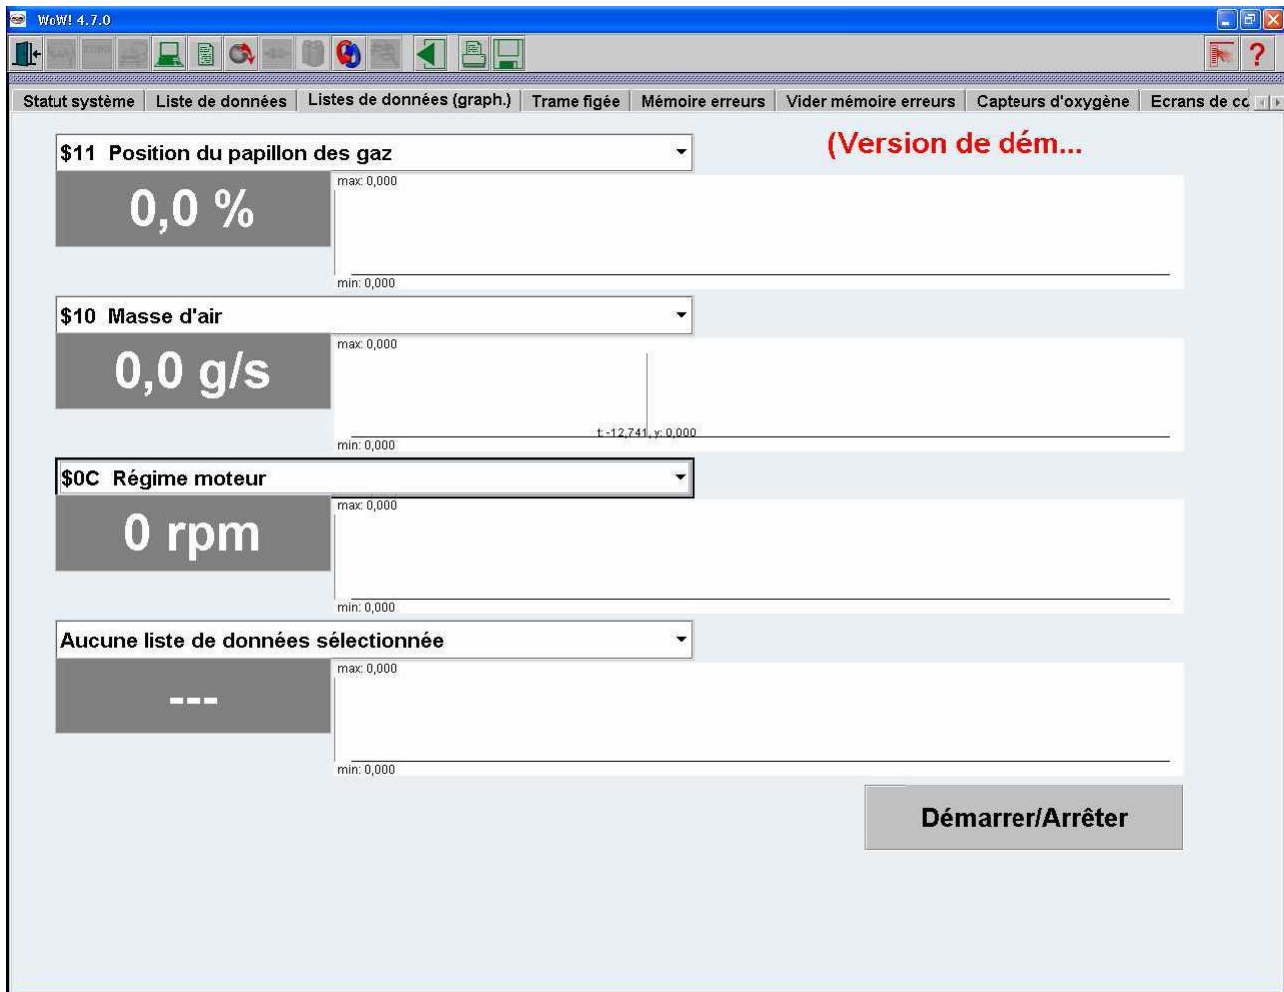 WoW! 4.7.0
Statut système Liste de données Listes de données (graph.) Trame figée Mémoire erreurs Vider mémoire erreurs Capteurs d'oxygène Ecrans de co
(Version de dém...
$11 Position du papillon des gaz
0,0 %
max: 0,000
min: 0,000
$10 Masse d'air
0,0 g/s
max: 0,000
t: -12,741, y: 0,000
min: 0,000
$0C Régime moteur
0 rpm
max: 0,000
min: 0,000
Aucune liste de données sélectionnée
---
max: 0,000
min: 0,000
Démarrer/Arrêter